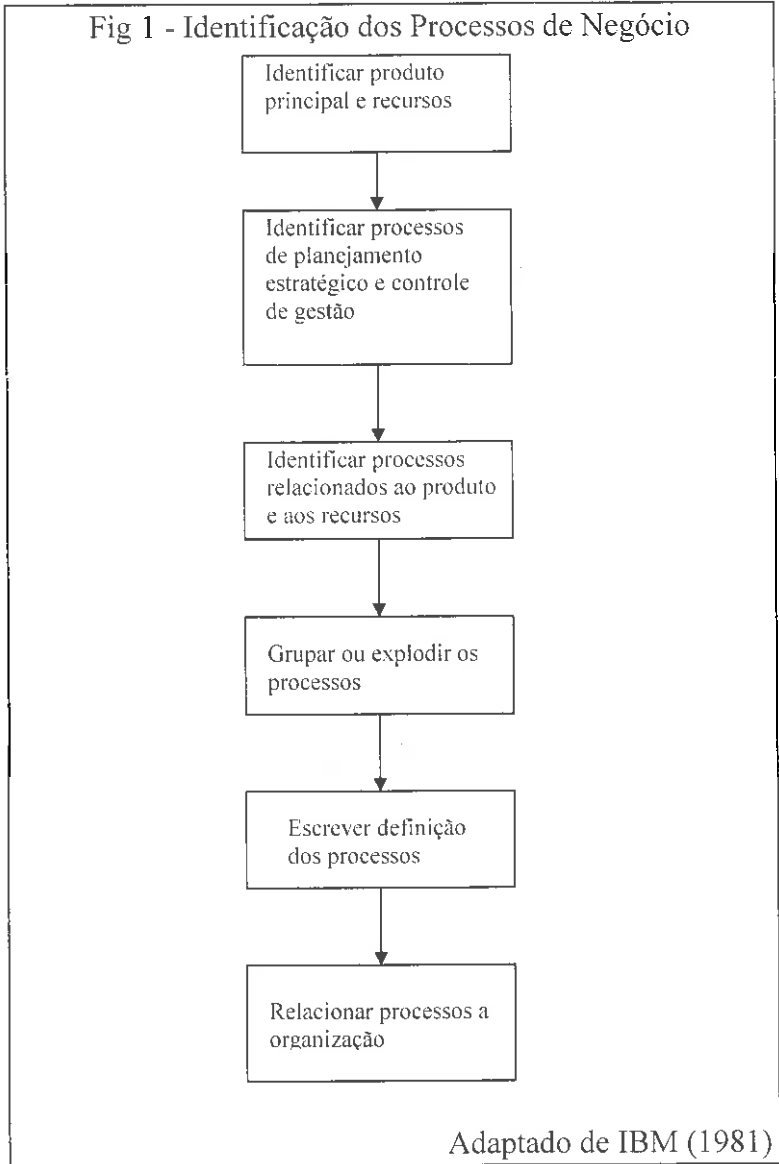 Fig 1 - Identificação dos Processos de Negócio
Identificar produto
principal e recursos
Identificar processos
de planejamento
estratégico e controle
de gestão
Identificar processos
relacionados ao produto
e aos recursos
Grupar ou explodir os
processos
Escrever definição
dos processos
Relacionar processos a
organização
Adaptado de IBM (1981)